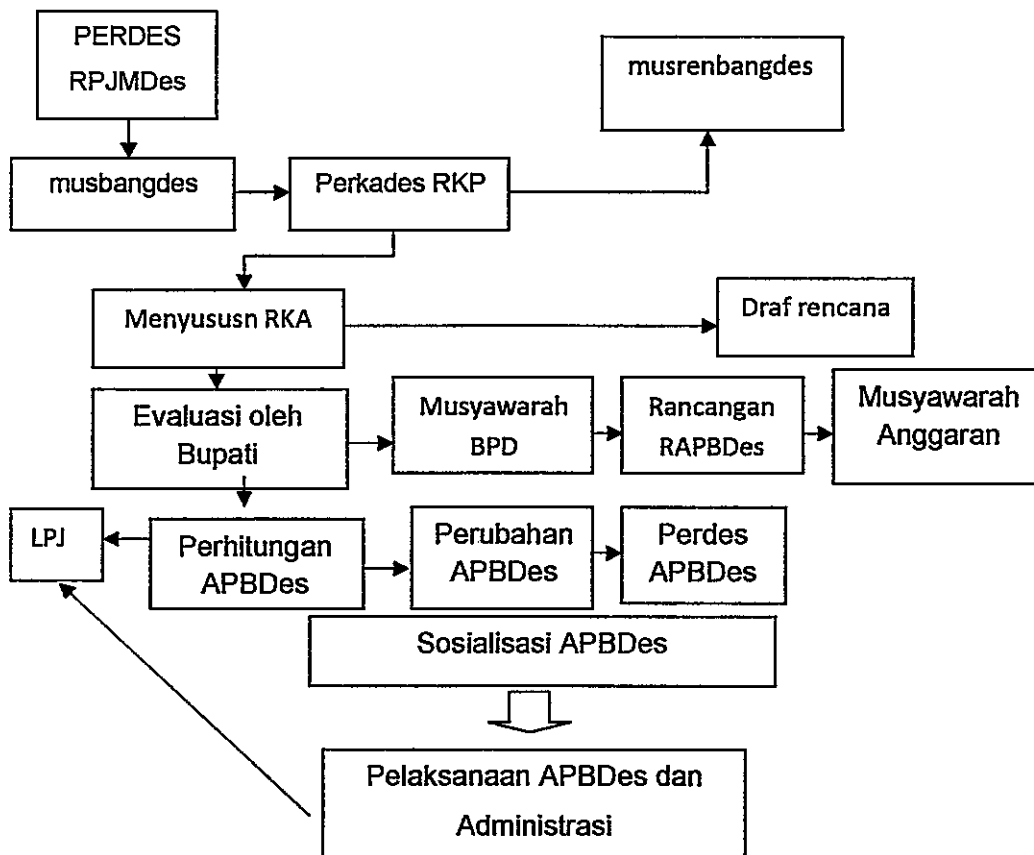 PERDES
RPJMDes
musrenbangdes
musbangdes
Perkades RKP
Menyususn RKA
Draf rencana
Evaluasi oleh
Bupati
Musyawarah
BPD
Rancangan
RAPBDes
Musyawarah
Anggaran
LPJ
Perhitungan
APBDes
Perubahan
APBDes
Perdes
APBDes
Sosialisasi APBDes
Pelaksanaan APBDes dan
Administrasi